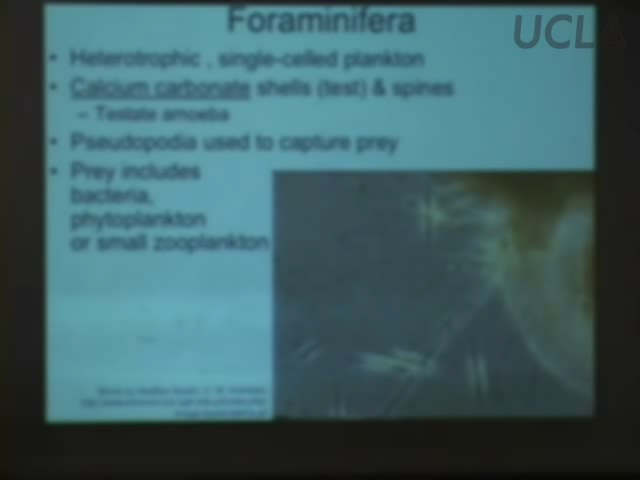 Foraminifera
UCLA
• Heterotrophic , single-celled plankton
• Calcium carbonate shells (test) & spines
– Testate amoeba
• Pseudopodia used to capture prey
• Prey includes
bacteria,
phytoplankton
or small zooplankton